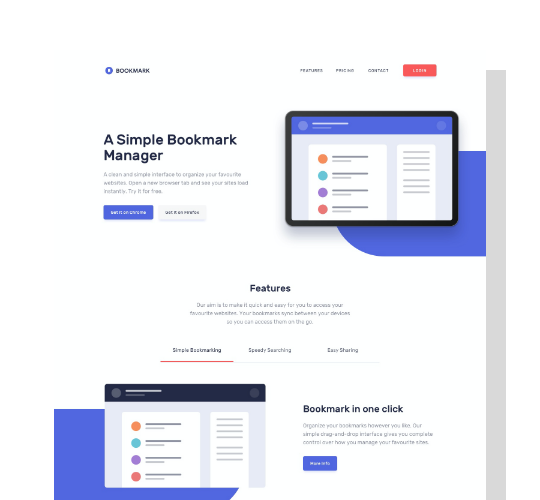 BOOKMARK
FEATURES PRICING CONTACT LOGIN
A Simple Bookmark
Manager
A clean and simple interface to organize your favourite
websites. Open a new browser tab and see your sites load
instantly. Try it for free.
Get it on Chrome Get it on Firefox
Features
Our aim is to make it quick and easy for you to access your
favourite websites. Your bookmarks sync between your devices
so you can access them on the go.
Simple Bookmarking Speedy Searching Easy Sharing
Bookmark in one click
Organize your bookmarks however you like. Our
simple drag-and-drop interface gives you complete
control over how you manage your favourite sites.
More Info